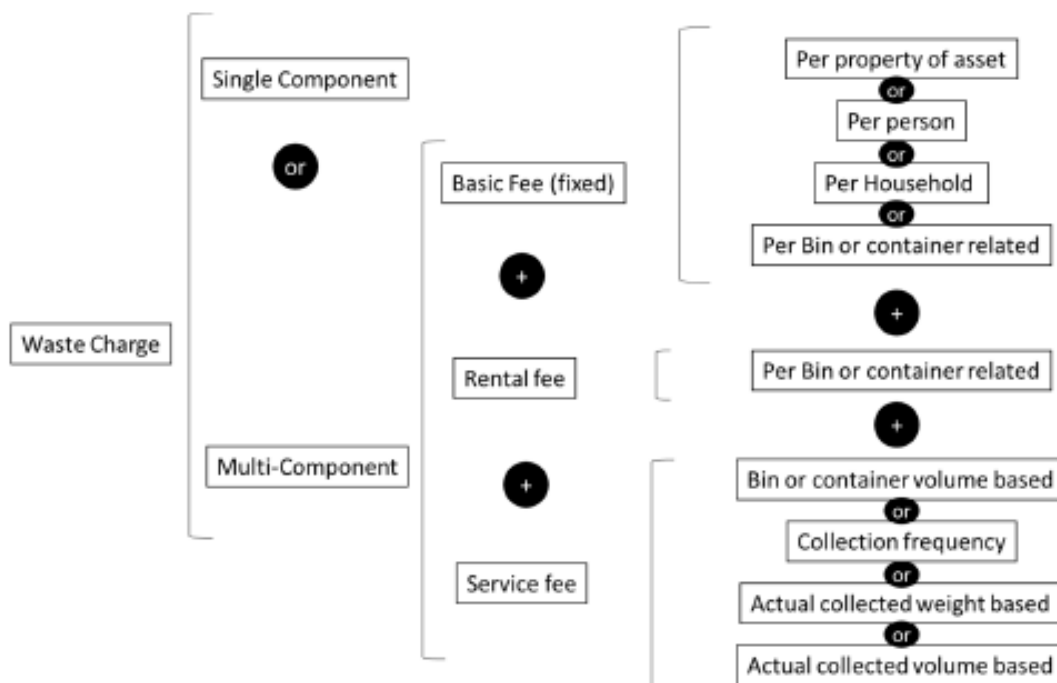 Waste Charge
Single Component
or
Multi-Component
Basic Fee (fixed)
+
Rental fee
+
Service fee
Per property of asset
or
Per person
or
Per Household
or
Per Bin or container related
+
Per Bin or container related
+
Bin or container volume based
or
Collection frequency
or
Actual collected weight based
or
Actual collected volume based